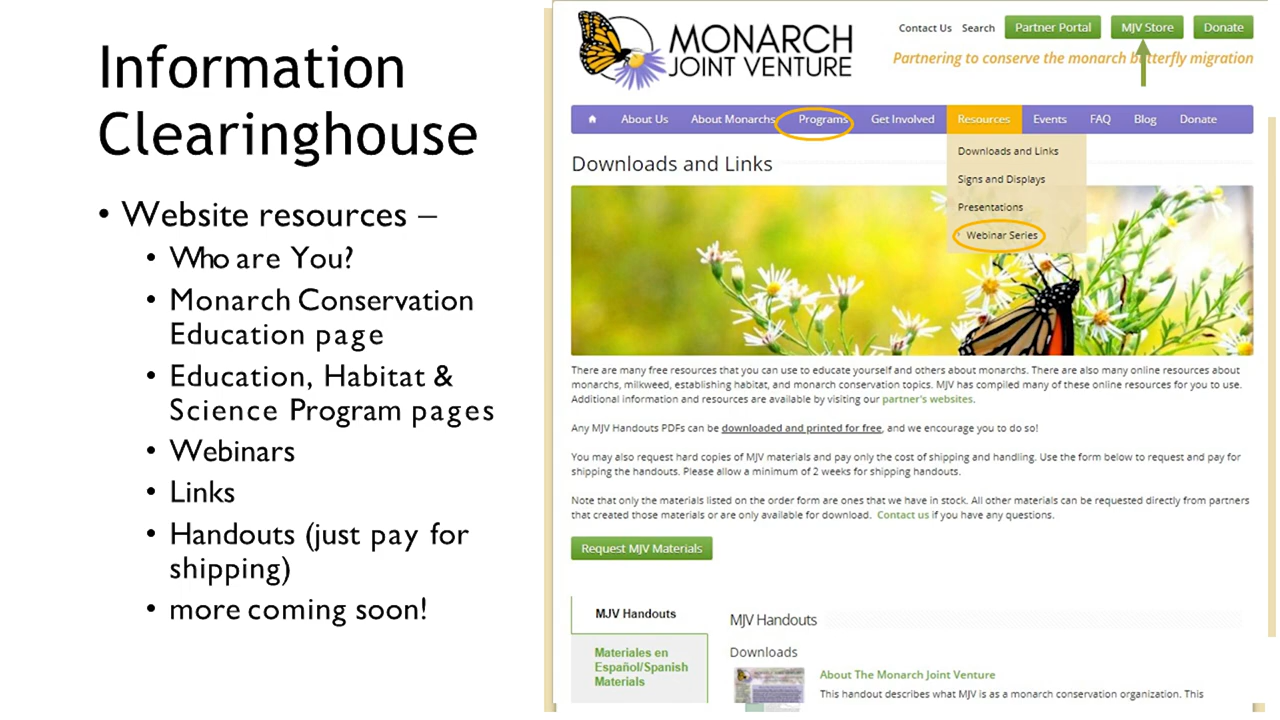 Information
Clearinghouse
• Website resources –
• Who are You?
• Monarch Conservation
Education page
• Education, Habitat &
Science Program pages
• Webinars
• Links
• Handouts (just pay for
shipping)
• more coming soon!
MONARCH
JOINT VENTURE
Contact Us Search Partner Portal MJV Store Donate
Partnering to conserve the monarch butterfly migration
About Us About Monarchs Programs Get Involved Resources Events FAQ Blog Donate
Downloads and Links
Signs and Displays
Presentations
Webinar Series
Downloads and Links
There are many free resources that you can use to educate yourself and others about monarchs. There are also many online resources about
monarchs, milkweed, establishing habitat, and monarch conservation topics. MJV has compiled many of these online resources for you to use.
Additional information and resources are available by visiting our partner's websites.
Any MJV Handouts PDFs can be downloaded and printed for free, and we encourage you to do so!
You may also request hard copies of MJV materials and pay only the cost of shipping and handling. Use the form below to request and pay for
shipping the handouts. Please allow a minimum of 2 weeks for shipping handouts.
Note that only the materials listed on the order form are ones that we have in stock. All other materials can be requested directly from partners
that created those materials or are only available for download. Contact us if you have any questions.
Request MJV Materials
MJV Handouts
Materiales en
Español/Spanish
Materials
MJV Handouts
Downloads
About The Monarch Joint Venture
This handout describes what MJV is as a monarch conservation organization. This